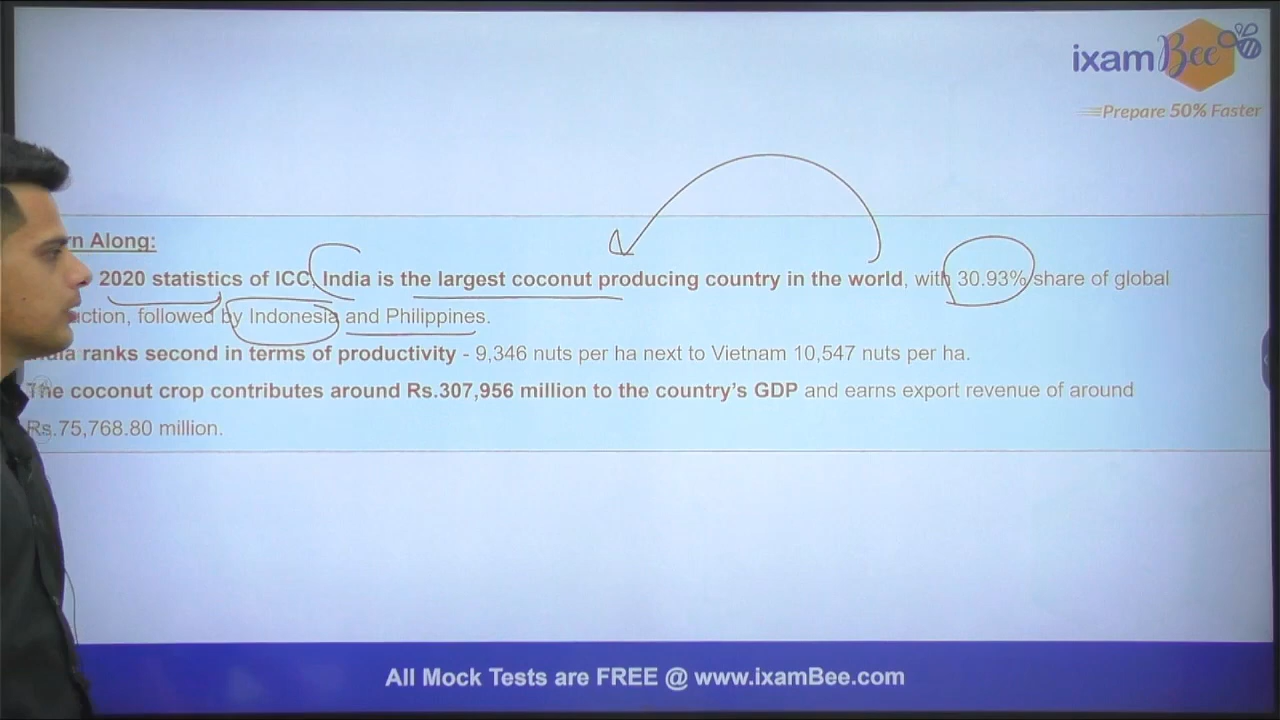 ixamBee
Prepare 50% Faster
rn Along:
2020 statistics of ICC, India is the largest coconut producing country in the world, with 30.93% share of global
uction, followed by Indonesia and Philippines.
India ranks second in terms of productivity - 9,346 nuts per ha next to Vietnam 10,547 nuts per ha.
The coconut crop contributes around Rs.307,956 million to the country's GDP and earns export revenue of around
Rs.75,768.80 million.
All Mock Tests are FREE @ www.ixamBee.com